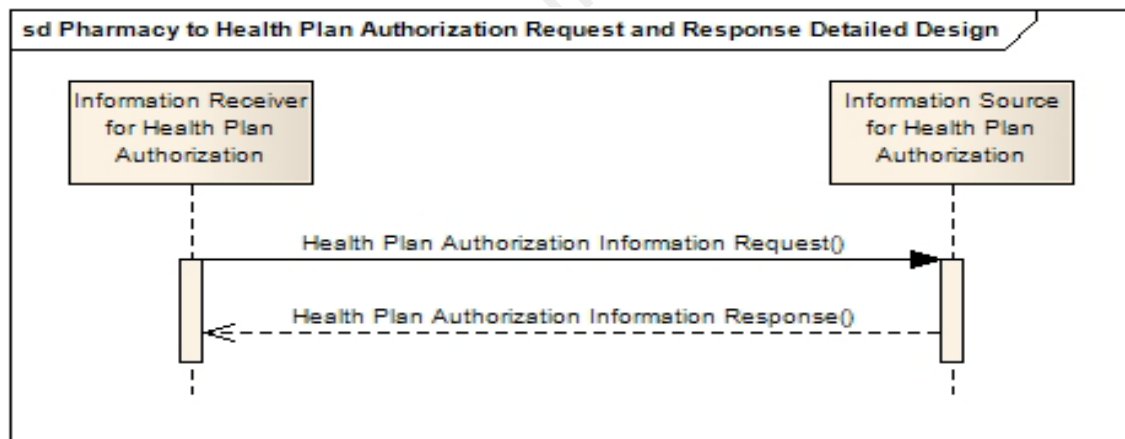 sd Pharmacy to Health Plan Authorization Request and Response Detailed Design
Information Receiver
for Health Plan
Authorization
Information Source
for Health Plan
Authorization
Health Plan Authorization Information Request()
Health Plan Authorization Information Response()